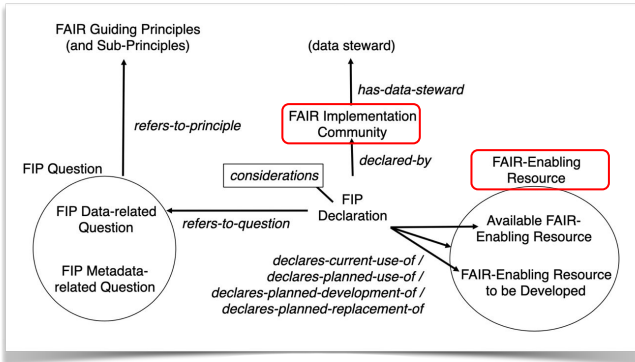 FAIR Guiding Principles
(and Sub-Principles)
(data steward)
has-data-steward
FAIR Implementation
Community
refers-to-principle
declared-by
FAIR-Enabling
Resource
FIP Question
considerations
FIP
Declaration
FIP Data-related
Question
refers-to-question
Available FAIR-
Enabling Resource
FIP Metadata-
related Question
declares-current-use-of /
declares-planned-use-of /
declares-planned-development-of /
declares-planned-replacement-of
FAIR-Enabling Resource
to be Developed